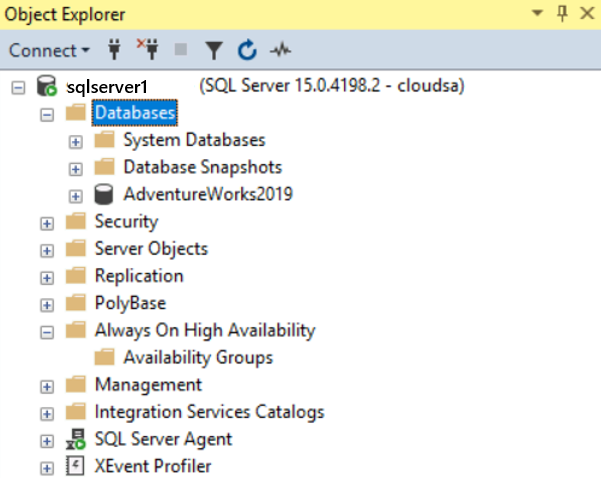 Object Explorer
Connect
sqlserver1 (SQL Server 15.0.4198.2 - cloudsa)
Databases
System Databases
Database Snapshots
AdventureWorks2019
Security
Server Objects
Replication
PolyBase
Always On High Availability
Availability Groups
Management
Integration Services Catalogs
SQL Server Agent
XEvent Profiler